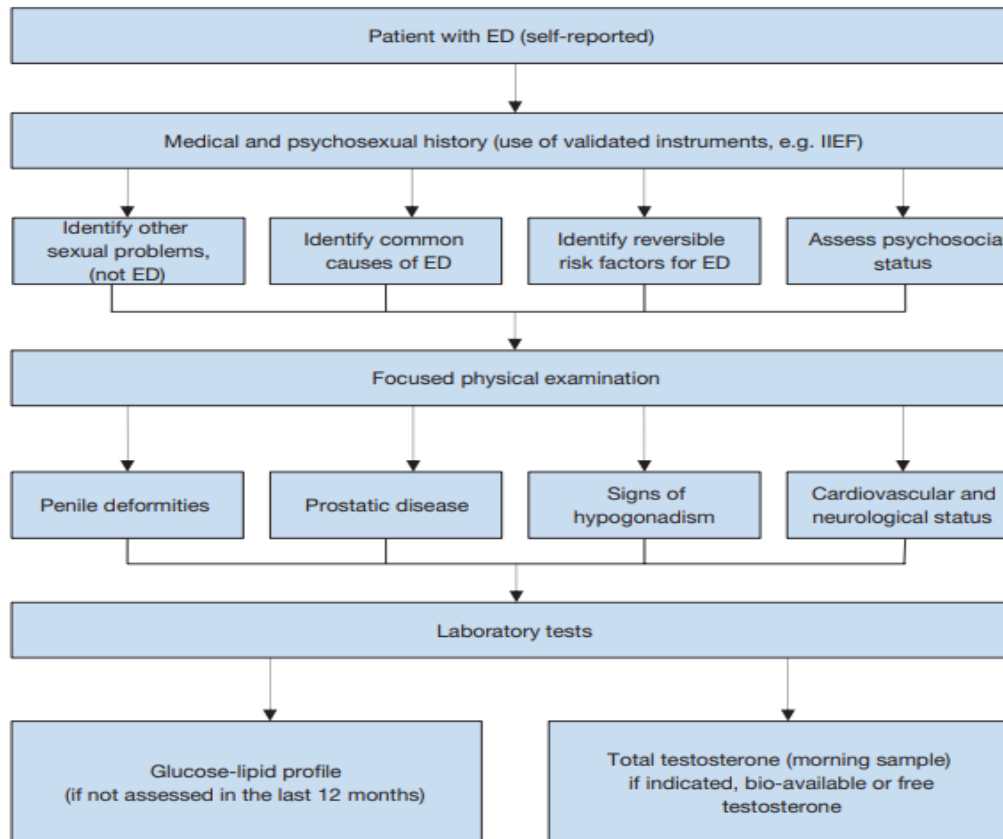 Patient with ED (self-reported)
Medical and psychosexual history (use of validated instruments, e.g. IIEF)
Identify other
sexual problems,
(not ED)
Identify common
causes of ED
Identify reversible
risk factors for ED
Assess psychosocia
status
Focused physical examination
Penile deformities
Prostatic disease
Signs of
hypogonadism
Cardiovascular and
neurological status
Laboratory tests
Glucose-lipid profile
(if not assessed in the last 12 months)
Total testosterone (morning sample)
if indicated, bio-available or free
testosterone